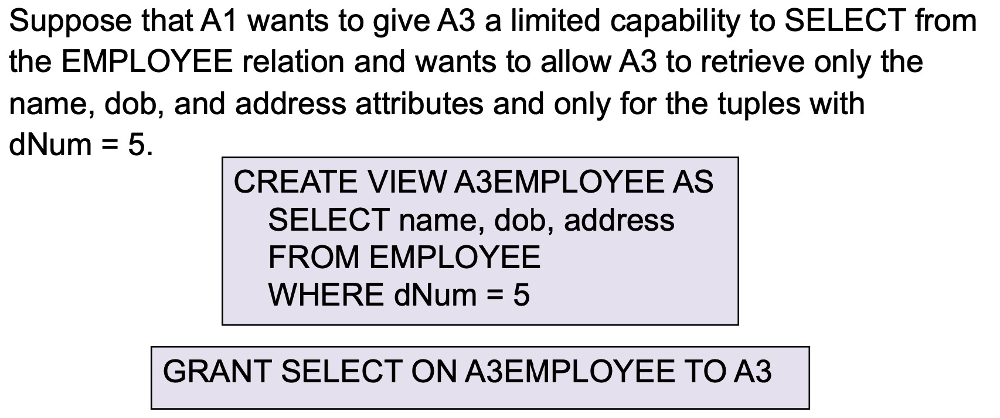 Suppose that A1 wants to give A3 a limited capability to SELECT from
the EMPLOYEE relation and wants to allow A3 to retrieve only the
name, dob, and address attributes and only for the tuples with
dNum = 5.
CREATE VIEW A3EMPLOYEE AS
SELECT name, dob, address
FROM EMPLOYEE
WHERE dNum = 5
GRANT SELECT ON A3EMPLOYEE TO A3